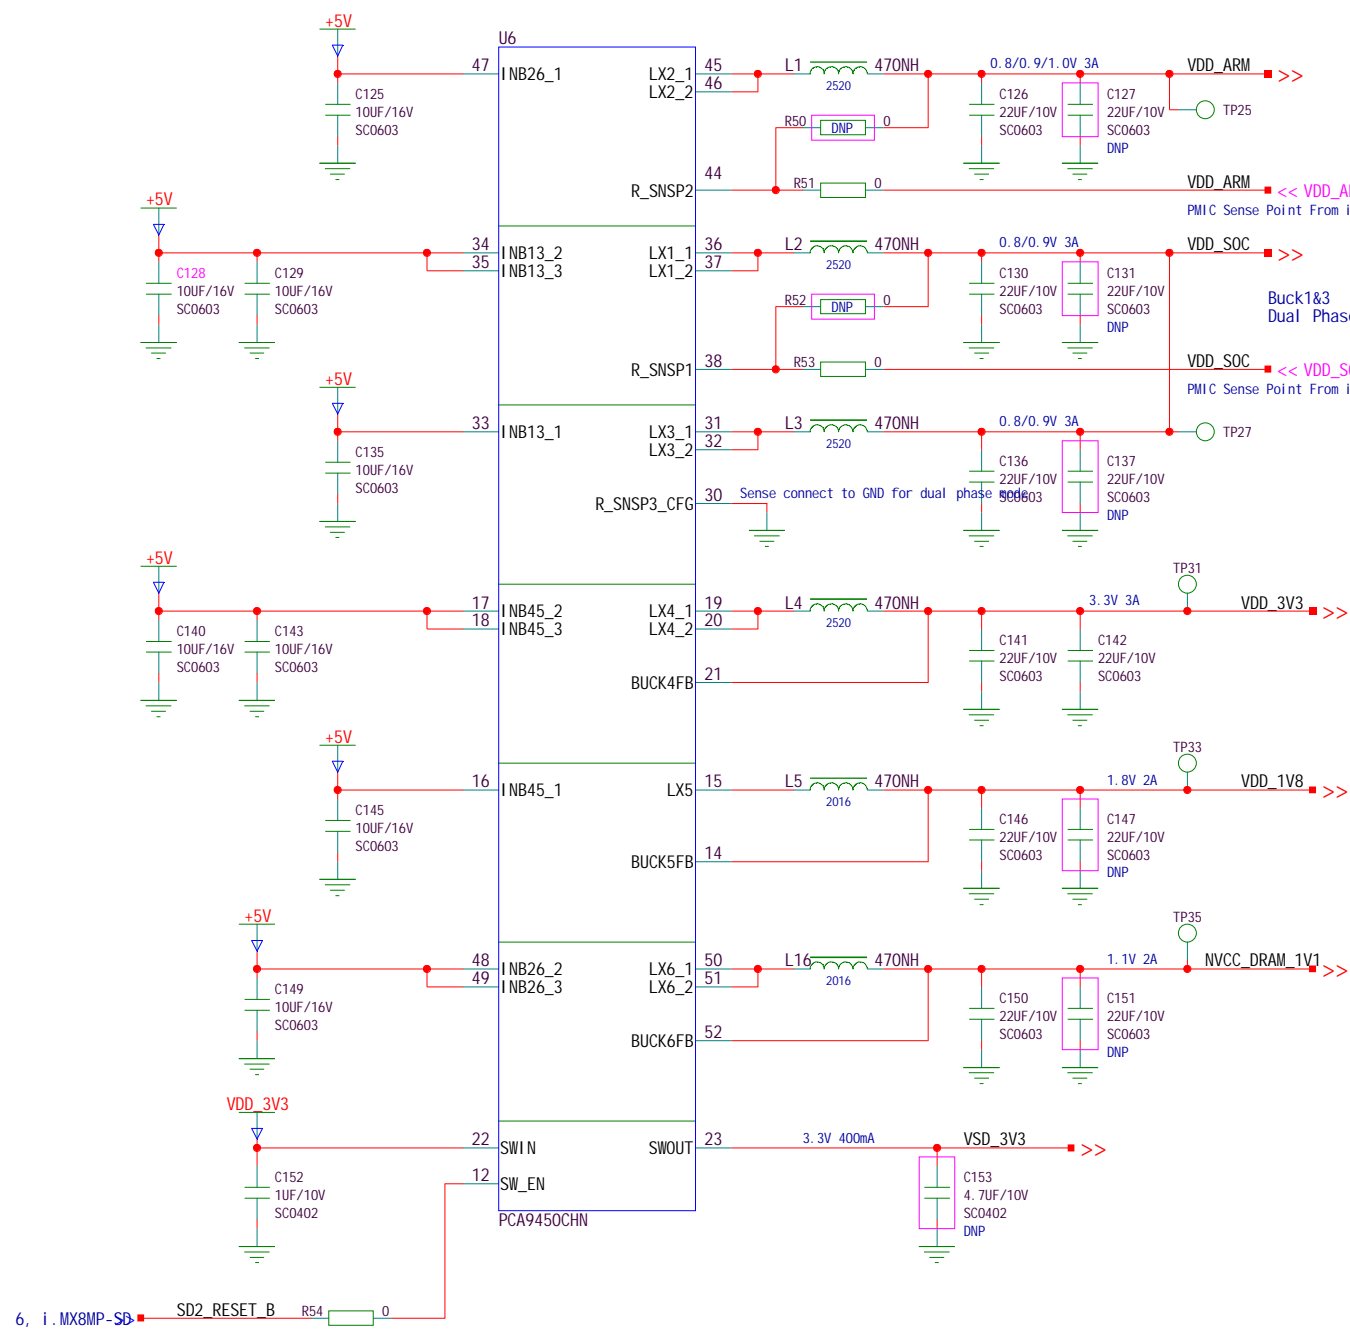 +5V
U6
47 INB26_1
LX2_1 45
LX2_2 46
L1 470NH
2520
0.8/0.9/1.0V 3A
VDD_ARM >>
C125
10UF/16V
SC0603
C126
22UF/10V
SC0603
C127
22UF/10V
SC0603
DNP
TP25
R50 DNP 0
R_SNSP2 44
R51 0
VDD_ARM << VDD_A
PMIC Sense Point From i
+5V
34 INB13_2
35 INB13_3
LX1_1 36
LX1_2 37
L2 470NH
2520
0.8/0.9V 3A
VDD_SOC >>
C128
10UF/16V
SC0603
C129
10UF/16V
SC0603
C130
22UF/10V
SC0603
C131
22UF/10V
SC0603
DNP
Buck1&3
Dual Phase
R52 DNP 0
R_SNSP1 38
R53 0
VDD_SOC << VDD_S
PMIC Sense Point From i
+5V
33 INB13_1
LX3_1 31
LX3_2 32
L3 470NH
2520
0.8/0.9V 3A
TP27
C135
10UF/16V
SC0603
C136
22UF/10V
SC0603
C137
22UF/10V
SC0603
DNP
R_SNSP3_CFG 30
Sense connect to GND for dual phase mode
+5V
17 INB45_2
18 INB45_3
LX4_1 19
LX4_2 20
L4 470NH
2520
3.3V 3A
TP31
VDD_3V3 >>
C140
10UF/16V
SC0603
C143
10UF/16V
SC0603
C141
22UF/10V
SC0603
C142
22UF/10V
SC0603
BUCK4FB 21
+5V
16 INB45_1
LX5 15
L5 470NH
2016
1.8V 2A
TP33
VDD_1V8 >>
C145
10UF/16V
SC0603
C146
22UF/10V
SC0603
C147
22UF/10V
SC0603
DNP
BUCK5FB 14
+5V
48 INB26_2
49 INB26_3
LX6_1 50
LX6_2 51
L16 470NH
2016
1.1V 2A
TP35
NVCC_DRAM_1V1 >>
C149
10UF/16V
SC0603
C150
22UF/10V
SC0603
C151
22UF/10V
SC0603
DNP
BUCK6FB 52
VDD_3V3
22 SWIN
12 SW_EN
SWOUT 23
3.3V 400mA
VSD_3V3 >>
C152
1UF/10V
SC0402
C153
4.7UF/10V
SC0402
DNP
PCA9450CHN
6, i.MX8MP-SD >>
SD2_RESET_B
R54 0